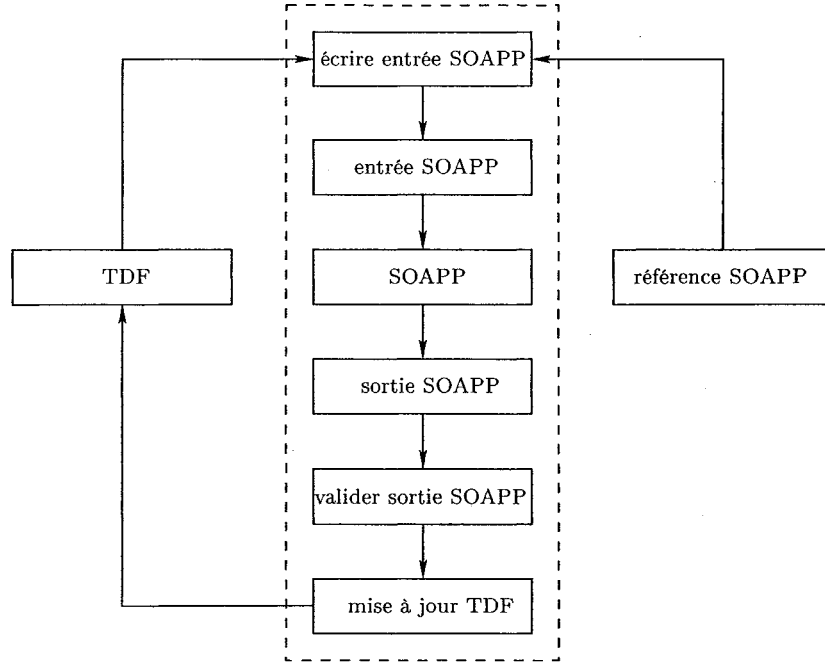 écrire entrée SOAPP
entrée SOAPP
TDF
SOAPP
référence SOAPP
sortie SOAPP
valider sortie SOAPP
mise à jour TDF